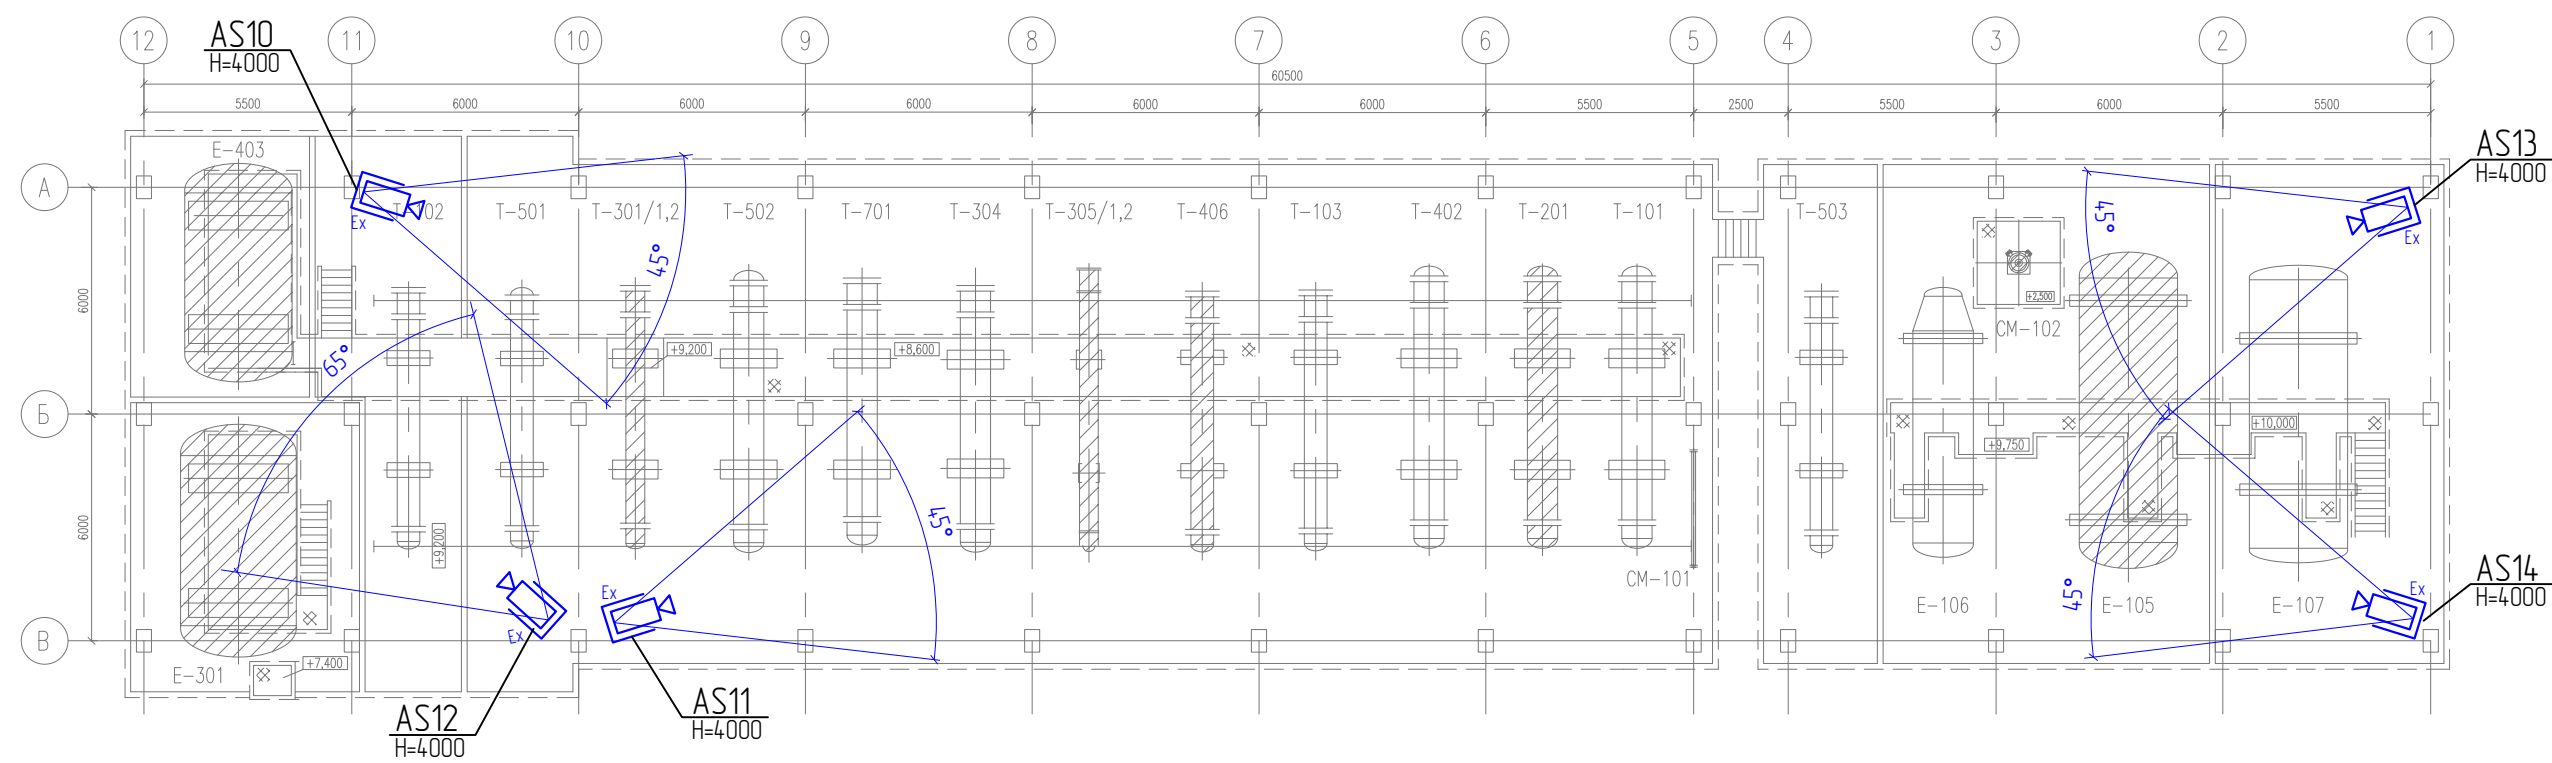 AS10
H=4000
12 11 10 9 8 7 6 5 4 3 2 1
60500
5500 6000 6000 6000 6000 6000 5500 2500 5500 6000 5500
AS13
H=4000
E-403
А
Ex
T-102 T-501 T-301/1,2 T-502 T-701 T-304 T-305/1,2 T-406 T-103 T-402 T-201 T-101 T-503
45°
45°
Ex
6000
+2,500
CM-102
65°
+9,200
+8,600
Б
+9,750
+10,000
6000
+9,200
45°
CM-101
Ex
Ex
45°
Ex
AS14
H=4000
E-106 E-105 E-107
В
E-301
+7,400
AS12
H=4000
AS11
H=4000